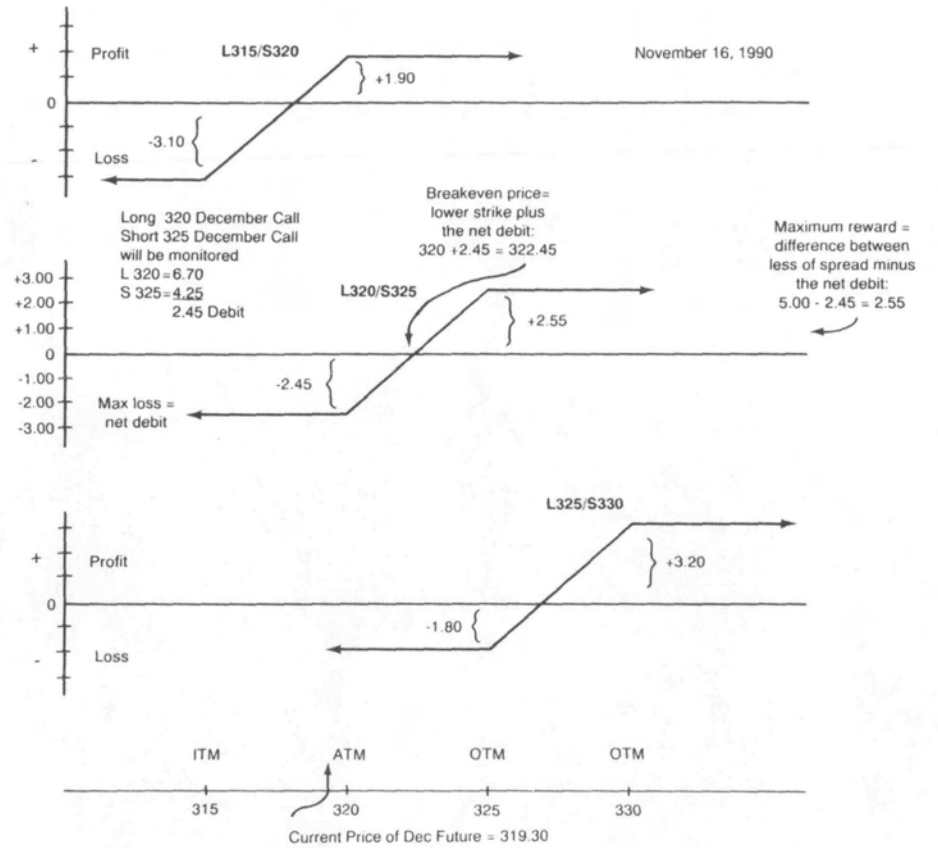 +
Profit
L315/S320
November 16, 1990
+1.90
0
-3.10
-
Loss
Long 320 December Call
Short 325 December Call
will be monitored
L 320=6.70
S 325=4.25
2.45 Debit
Breakeven price=
lower strike plus
the net debit:
320 +2.45 = 322.45
Maximum reward =
difference between
less of spread minus
the net debit:
5.00 - 2.45 = 2.55
L320/S325
+3.00
+2.00
+1.00
0
-1.00
-2.00
-3.00
+2.55
-2.45
Max loss =
net debit
L325/S330
+
Profit
+3.20
0
-1.80
-
Loss
ITM
ATM
OTM
OTM
315
320
325
330
Current Price of Dec Future = 319.30